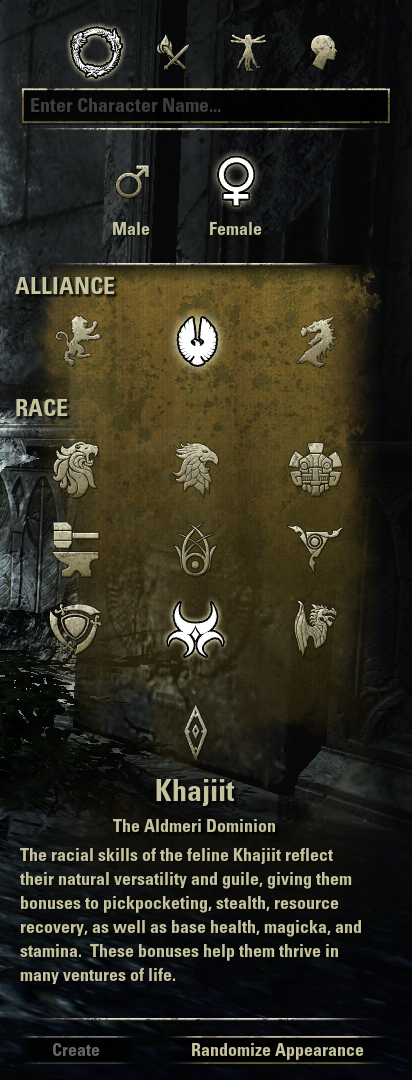 Enter Character Name...
Male Female
ALLIANCE
RACE
Khajiit
The Aldmeri Dominion
The racial skills of the feline Khajiit reflect
their natural versatility and guile, giving them
bonuses to pickpocketing, stealth, resource
recovery, as well as base health, magicka, and
stamina.  These bonuses help them thrive in
many ventures of life.
Create Randomize Appearance